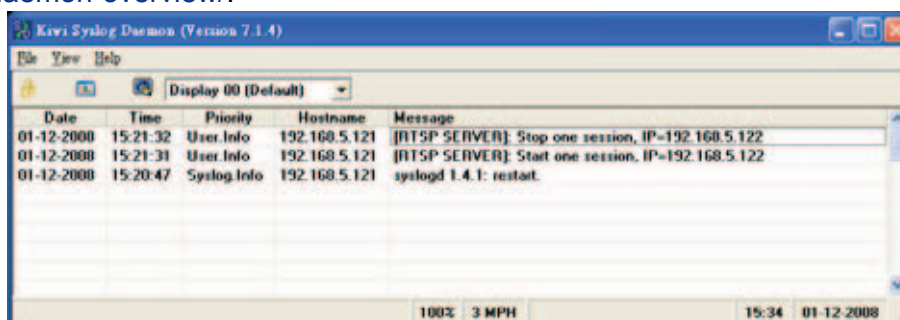 daemon-overview/.
Kiwi Syslog Daemon (Version 7.1.4)
File View Help
Display 00 (Default)
Date Time Priority Hostname Message
01-12-2008 15:21:32 User.Info 192.168.5.121 [RTSP SERVER]: Stop one session, IP=192.168.5.122
01-12-2008 15:21:31 User.Info 192.168.5.121 [RTSP SERVER]: Start one session, IP=192.168.5.122
01-12-2008 15:20:47 Syslog.Info 192.168.5.121 syslogd 1.4.1: restart.
100% 3 MPH 15:34 01-12-2008